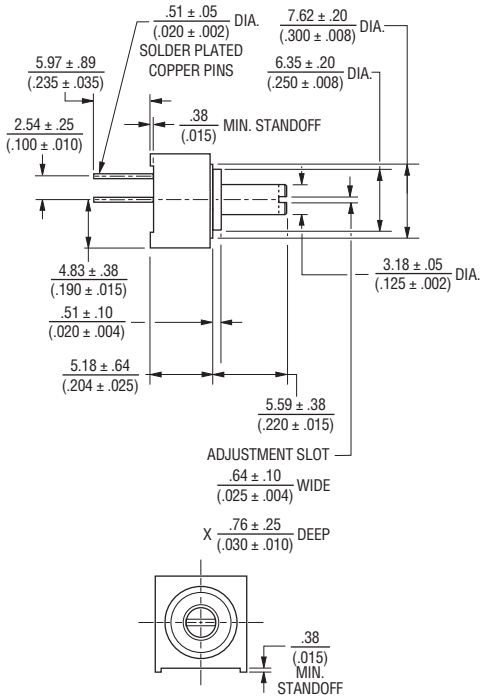 .51 ± .05 DIA.
(.020 ± .002)
SOLDER PLATED
COPPER PINS
7.62 ± .20 DIA.
(.300 ± .008)
5.97 ± .89
(.235 ± .035)
6.35 ± .20 DIA.
(.250 ± .008)
2.54 ± .25
(.100 ± .010)
.38 MIN. STANDOFF
(.015)
4.83 ± .38
(.190 ± .015)
3.18 ± .05 DIA.
(.125 ± .002)
.51 ± .10
(.020 ± .004)
5.18 ± .64
(.204 ± .025)
5.59 ± .38
(.220 ± .015)
ADJUSTMENT SLOT
.64 ± .10 WIDE
(.025 ± .004)
X .76 ± .25 DEEP
(.030 ± .010)
.38
(.015)
MIN.
STANDOFF